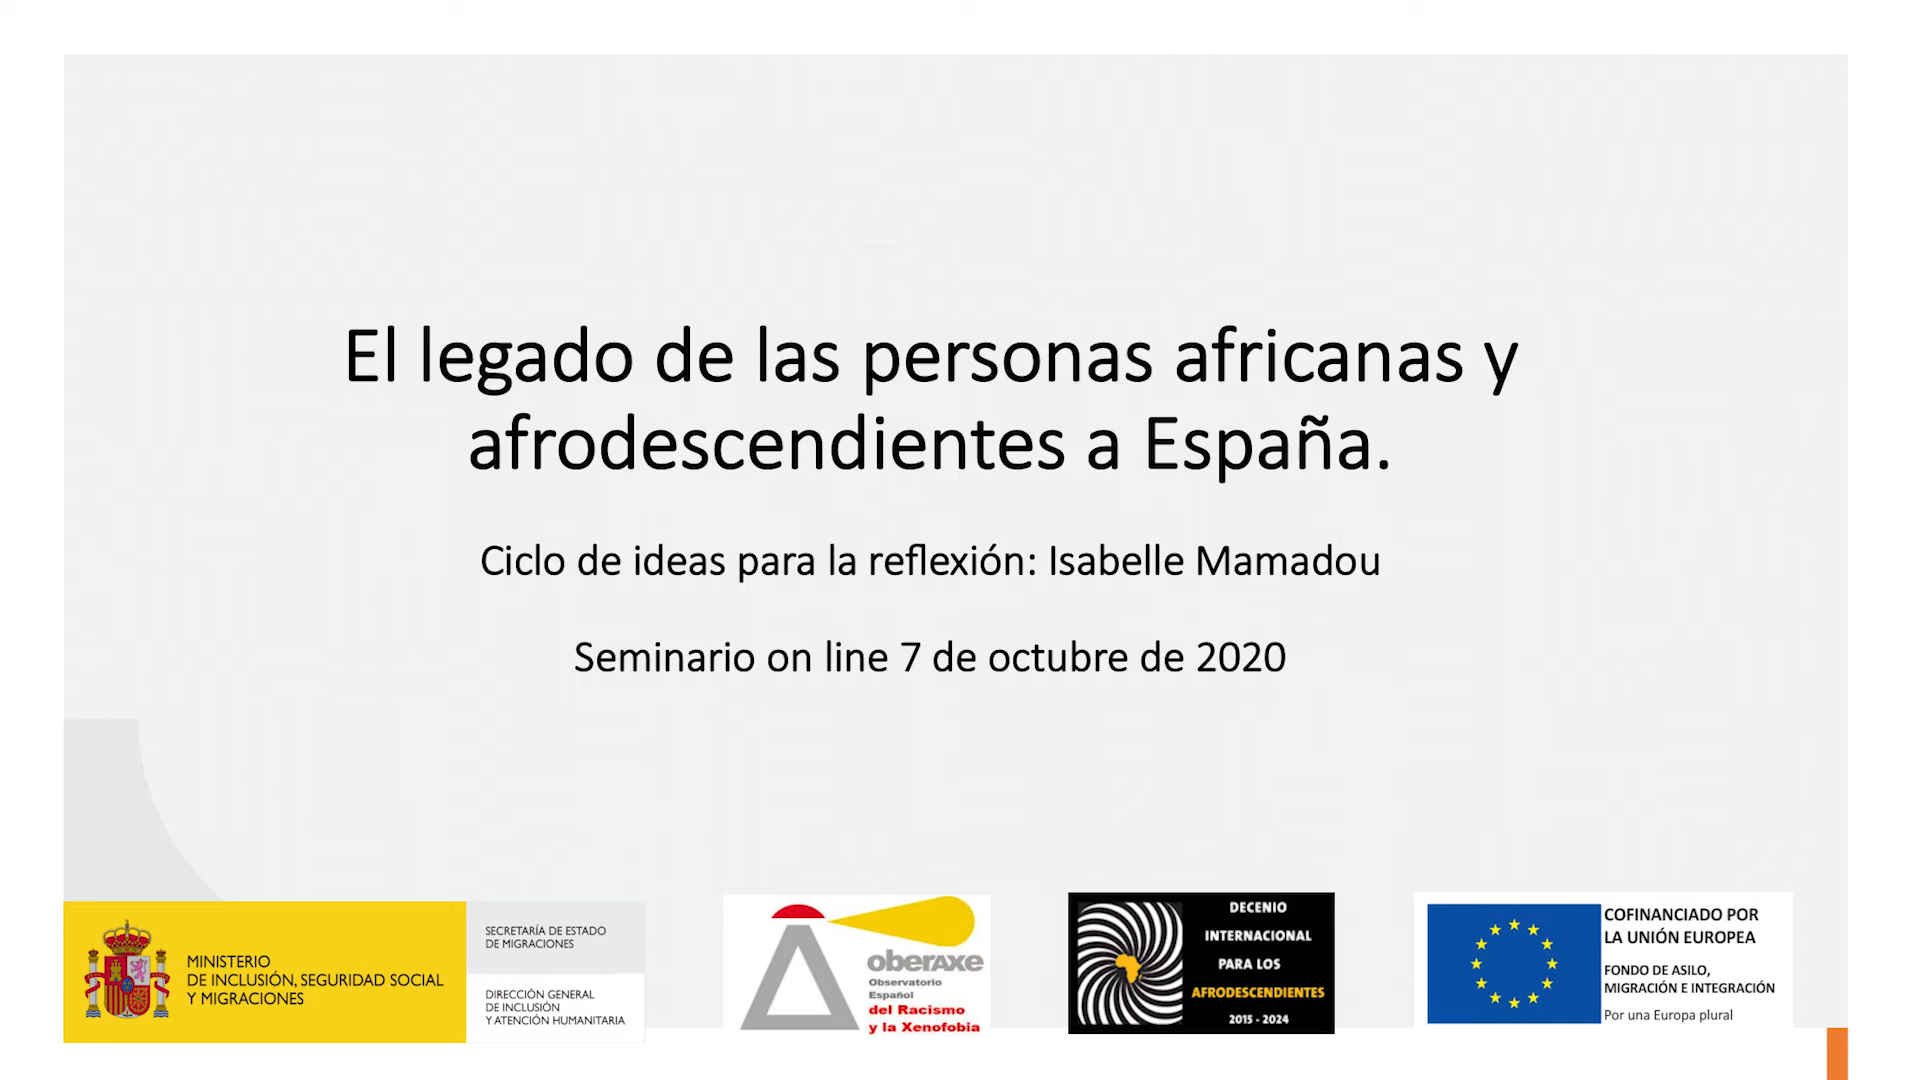 El legado de las personas africanas y
afrodescendientes a España.
Ciclo de ideas para la reflexión: Isabelle Mamadou
Seminario on line 7 de octubre de 2020
MINISTERIO
DE INCLUSIÓN, SEGURIDAD SOCIAL
Y MIGRACIONES
SECRETARÍA DE ESTADO
DE MIGRACIONES
DIRECCIÓN GENERAL
DE INCLUSIÓN
Y ATENCIÓN HUMANITARIA
oberaxe
Observatorio
Español
del Racismo
y la Xenofobia
DECENIO
INTERNACIONAL
PARA LOS
AFRODESCENDIENTES
2015 - 2024
COFINANCIADO POR
LA UNIÓN EUROPEA
FONDO DE ASILO,
MIGRACIÓN E INTEGRACIÓN
Por una Europa plural